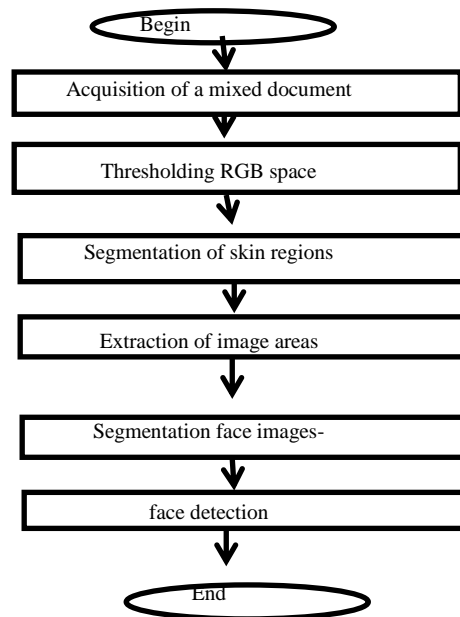 Begin
Acquisition of a mixed document
Thresholding RGB space
Segmentation of skin regions
Extraction of image areas
Segmentation face images-
face detection
End